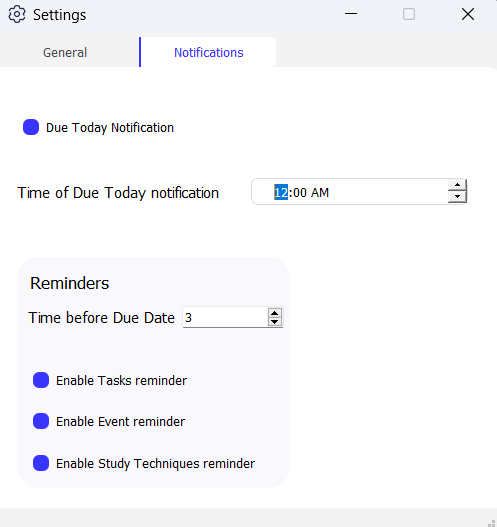 Settings
General
Notifications
Due Today Notification
Time of Due Today notification
12:00 AM
Reminders
Time before Due Date
3
Enable Tasks reminder
Enable Event reminder
Enable Study Techniques reminder